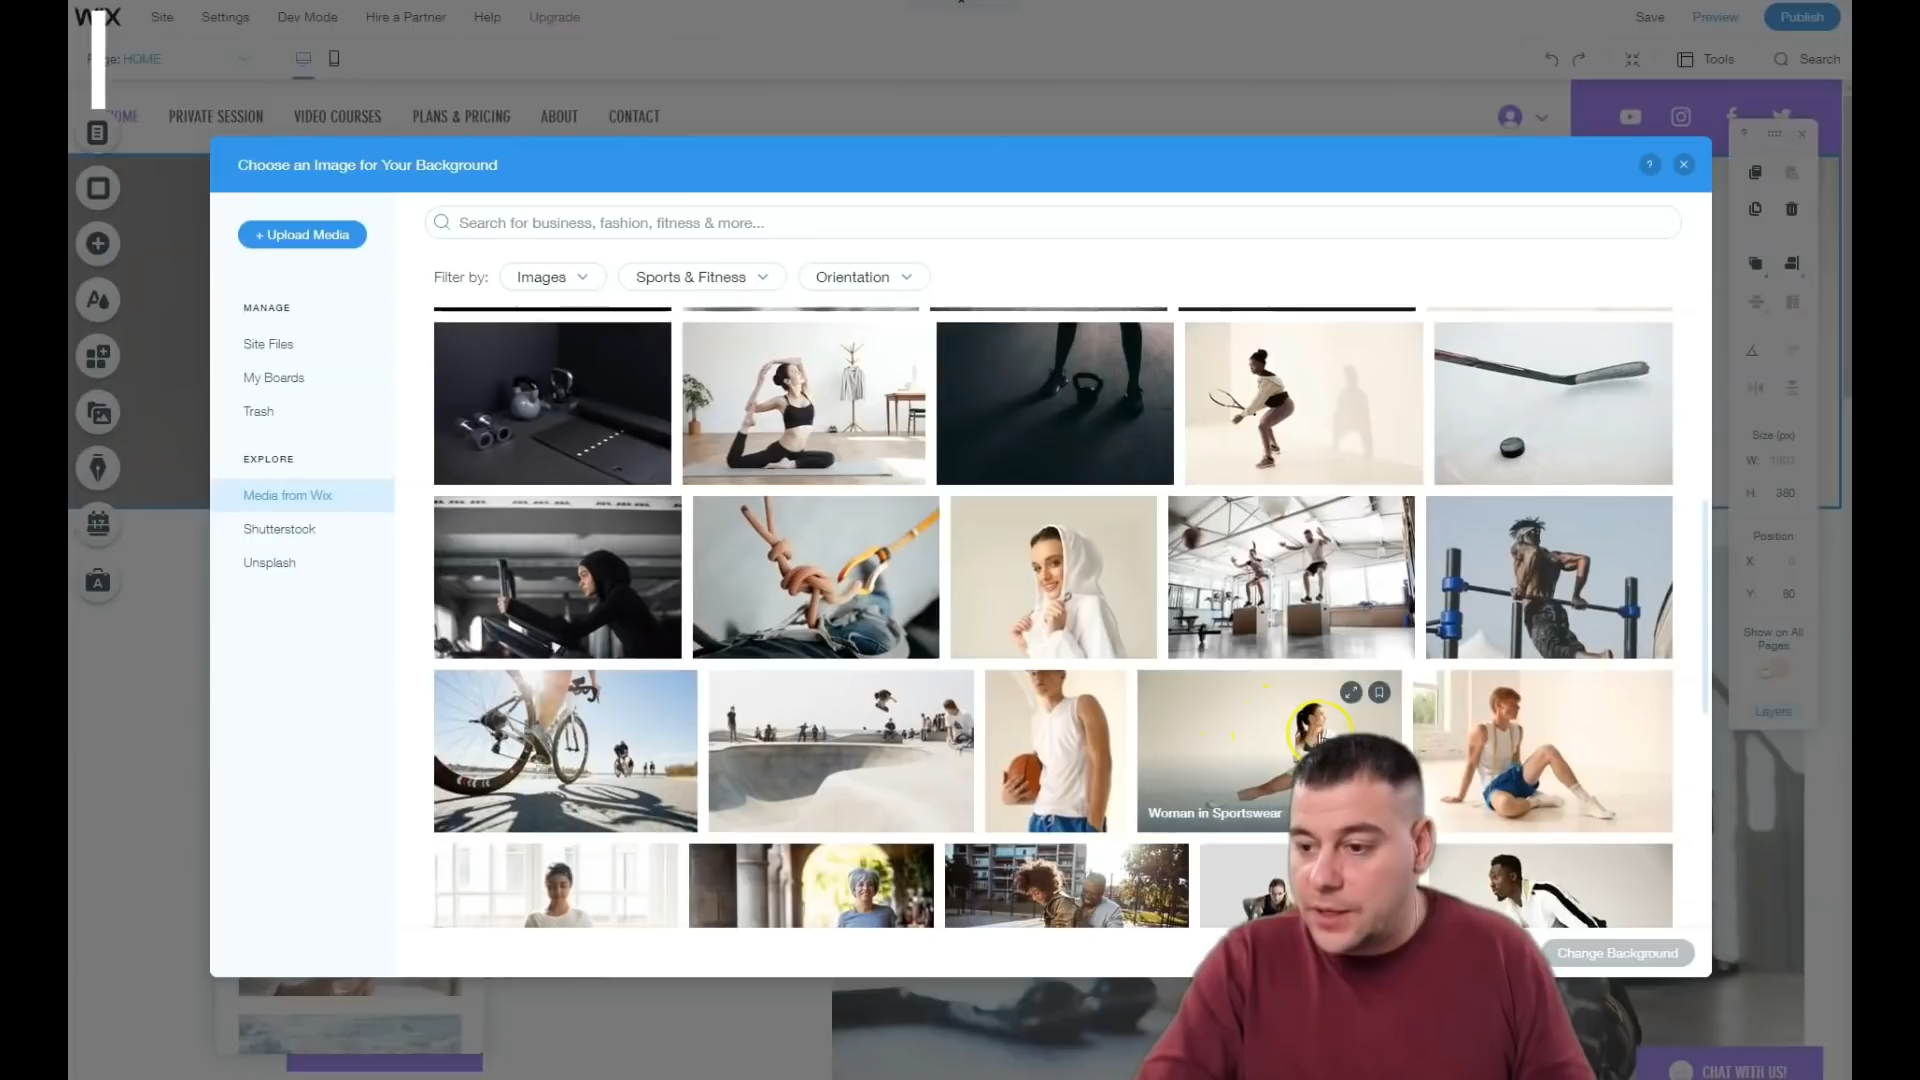 WIX Site Settings Dev Mode Hire a Partner Help Upgrade Save Preview Publish
HOME Tools Search
PRIVATE SESSION VIDEO COURSES PLANS & PRICING ABOUT CONTACT
Choose an Image for Your Background ?
+ Upload Media
Search for business, fashion, fitness & more...
Filter by: Images Sports & Fitness Orientation
MANAGE
Site Files
My Boards
Trash
EXPLORE
Media from Wix
Shutterstock
Unsplash
Size (px)
W:
H: 380
Position
X:
Y: 80
Show on All
Pages
Layers
Woman in Sportswear
Change Background
CHAT WITH US!